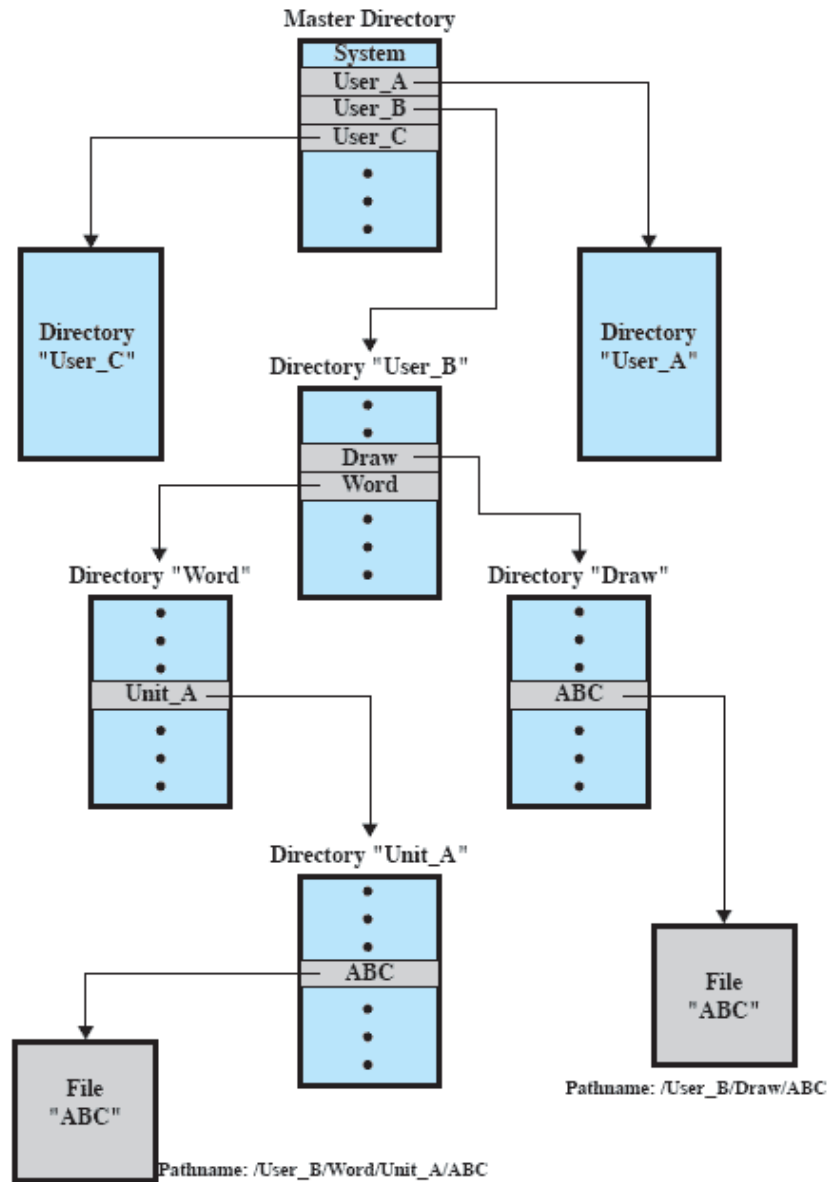 Master Directory
System
User_A
User_B
User_C
Directory
"User_C"
Directory
"User_A"
Directory "User_B"
Draw
Word
Directory "Word"
Directory "Draw"
Unit_A
ABC
Directory "Unit_A"
ABC
File
"ABC"
Pathname: /User_B/Draw/ABC
File
"ABC"
Pathname: /User_B/Word/Unit_A/ABC